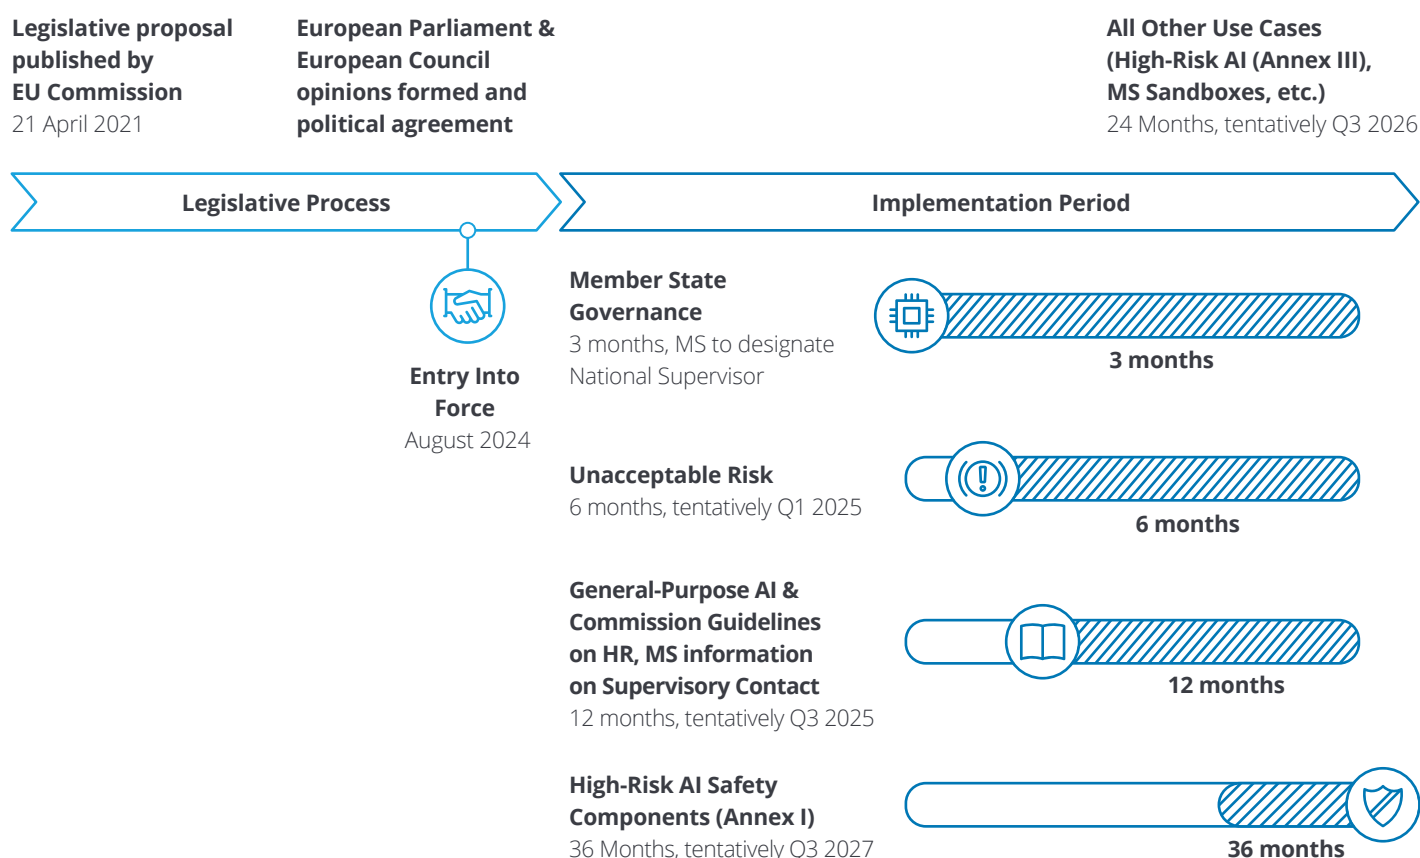 Legislative proposal
published by
EU Commission
21 April 2021
European Parliament &
European Council
opinions formed and
political agreement
All Other Use Cases
(High-Risk AI (Annex III),
MS Sandboxes, etc.)
24 Months, tentatively Q3 2026
Legislative Process
Implementation Period
Entry Into
Force
August 2024
Member State
Governance
3 months, MS to designate
National Supervisor
3 months
Unacceptable Risk
6 months, tentatively Q1 2025
6 months
General-Purpose AI &
Commission Guidelines
on HR, MS information
on Supervisory Contact
12 months, tentatively Q3 2025
12 months
High-Risk AI Safety
Components (Annex I)
36 Months, tentatively Q3 2027
36 months